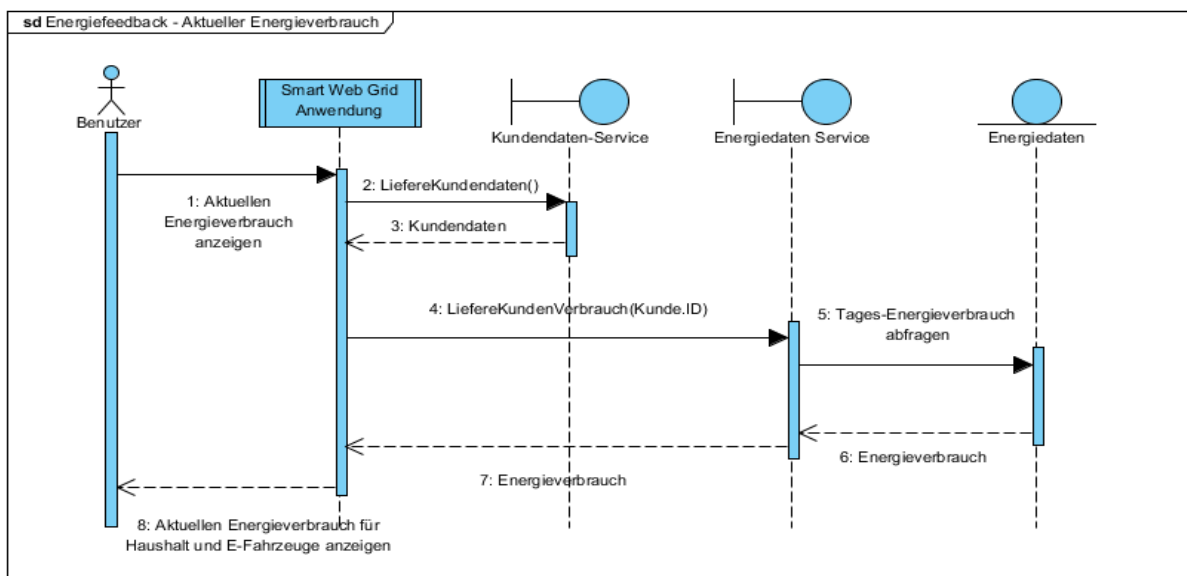 sd Energiefeedback - Aktueller Energieverbrauch
Benutzer
Smart Web Grid
Anwendung
Kundendaten-Service
Energiedaten Service
Energiedaten
1: Aktuellen
Energieverbrauch
anzeigen
2: LiefereKundendaten()
3: Kundendaten
4: LiefereKundenVerbrauch(Kunde.ID)
5: Tages-Energieverbrauch
abfragen
6: Energieverbrauch
7: Energieverbrauch
8: Aktuellen Energieverbrauch für
Haushalt und E-Fahrzeuge anzeigen